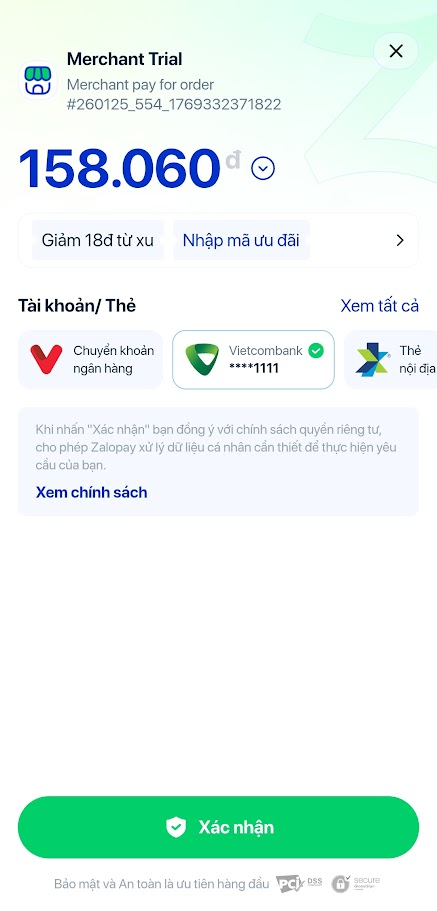 Merchant Trial
Merchant pay for order
#260125_554_1769332371822
158.060đ
Giảm 18đ từ xu
Nhập mã ưu đãi
Tài khoản/ Thẻ
Xem tất cả
Chuyển khoản
ngân hàng
Vietcombank
****1111
Thẻ
nội địa
Khi nhấn "Xác nhận" bạn đồng ý với chính sách quyền riêng tư,
cho phép Zalopay xử lý dữ liệu cá nhân cần thiết để thực hiện yêu
cầu của bạn.
Xem chính sách
Xác nhận
Bảo mật và An toàn là ưu tiên hàng đầu
PCI DSS
secure